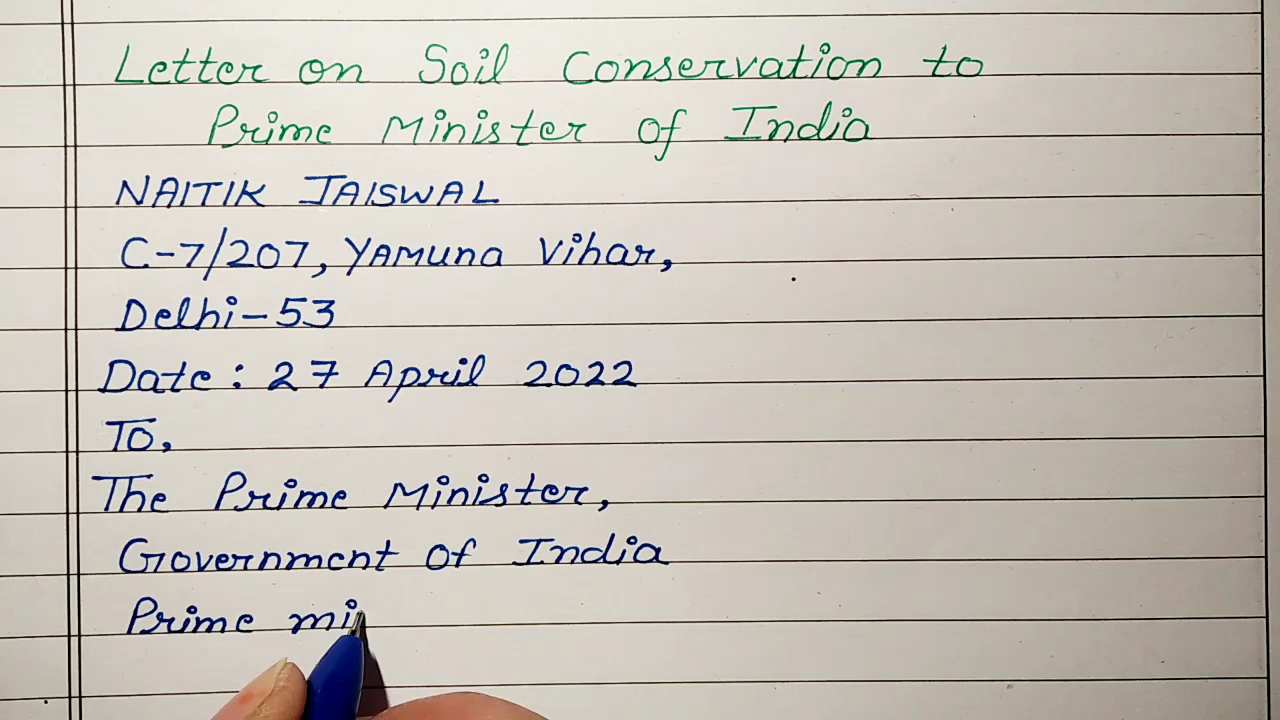 Letter on Soil Conservation to
Prime Minister of India
NAITIK JAISWAL
C-7/207, YAMUNA Vihar,
Delhi-53
Date: 27 April 2022
To,
The Prime Minister,
Government of India
Prime mi